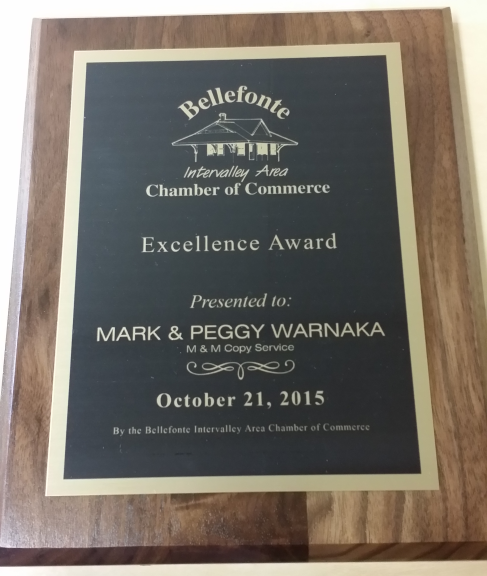 Bellefonte
Intervalley Area
Chamber of Commerce
Excellence Award
Presented to:
MARK & PEGGY WARNAKA
M & M Copy Service
October 21, 2015
By the Bellefonte Intervalley Area Chamber of Commerce